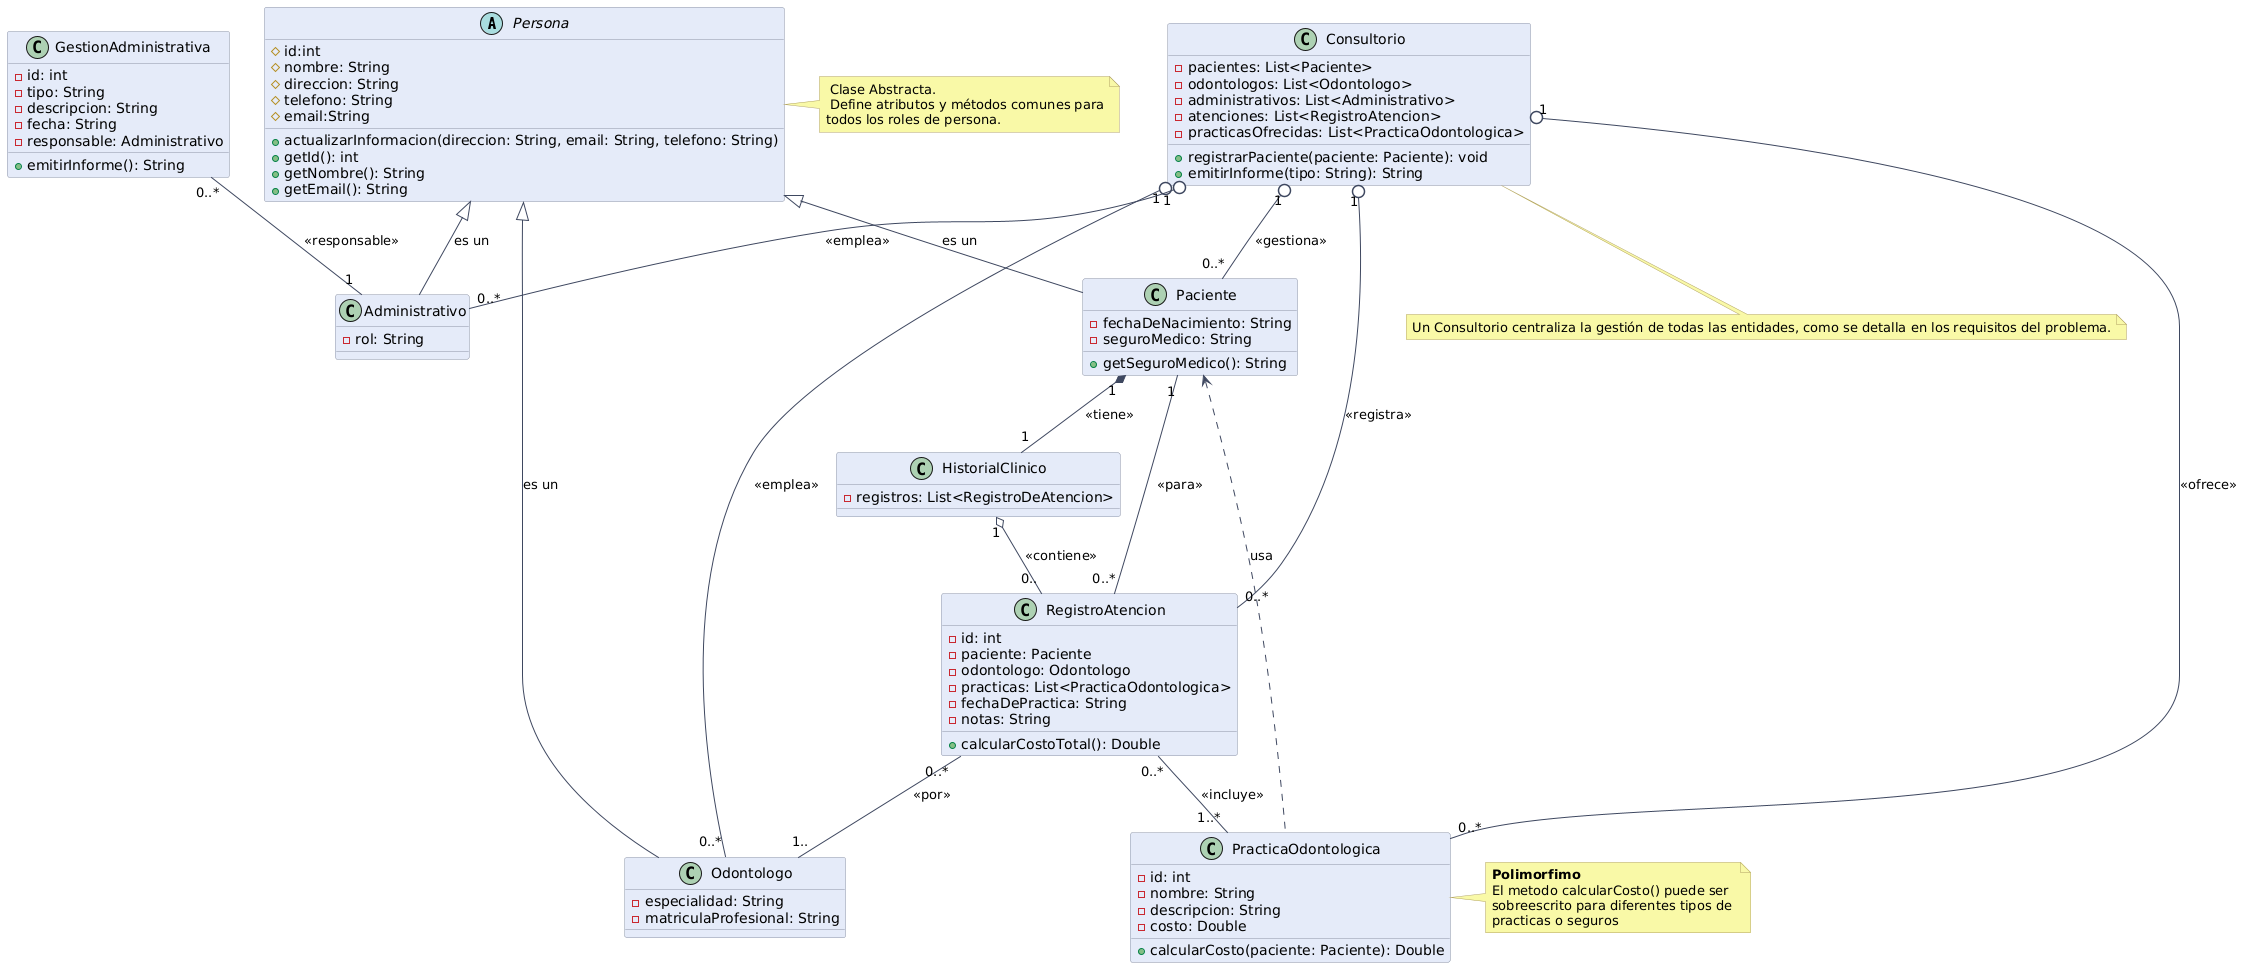 C GestionAdministrativa
id: int
tipo: String
descripcion: String
fecha: String
responsable: Administrativo
emitirInforme(): String
A Persona
id:int
nombre: String
direccion: String
telefono: String
email:String
actualizarInformacion(direccion: String, email: String, telefono: String)
getId(): int
getNombre(): String
getEmail(): String
Clase Abstracta.
Define atributos y métodos comunes para
todos los roles de persona.
C Consultorio
pacientes: List<Paciente>
odontologos: List<Odontologo>
administrativos: List<Administrativo>
atenciones: List<RegistroAtencion>
practicasOfrecidas: List<PracticaOdontologica>
registrarPaciente(paciente: Paciente): void
emitirInforme(tipo: String): String
1
0..*
1
1
1
1
«responsable»
es un
«emplea»
es un
«gestiona»
0..*
1
0..*
C Administrativo
rol: String
C Paciente
fechaDeNacimiento: String
seguroMedico: String
getSeguroMedico(): String
Un Consultorio centraliza la gestión de todas las entidades, como se detalla en los requisitos del problema.
1
1
«tiene»
«registra»
1
C HistorialClinico
registros: List<RegistroDeAtencion>
es un
«emplea»
«para»
«ofrece»
1
«contiene»
usa
0..
0..*
0..*
C RegistroAtencion
id: int
paciente: Paciente
odontologo: Odontologo
practicas: List<PracticaOdontologica>
fechaDePractica: String
notas: String
calcularCostoTotal(): Double
0..*
0..*
«por»
«incluye»
0..*
1..
1..*
0..*
C Odontologo
especialidad: String
matriculaProfesional: String
C PracticaOdontologica
id: int
nombre: String
descripcion: String
costo: Double
calcularCosto(paciente: Paciente): Double
Polimorfimo
El metodo calcularCosto() puede ser
sobreescrito para diferentes tipos de
practicas o seguros